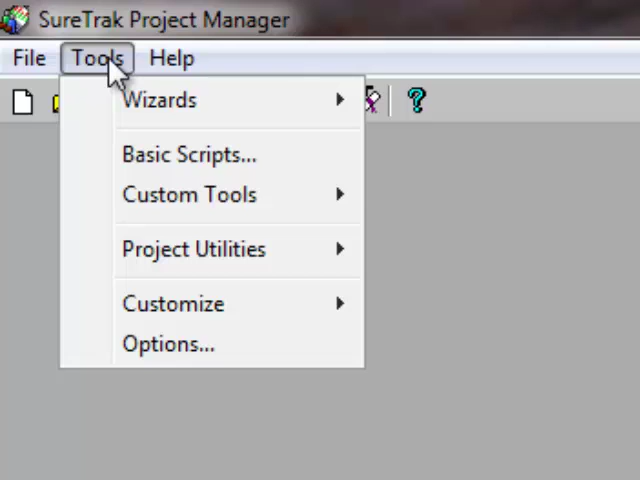 SureTrak Project Manager
File Tools Help
Wizards
Basic Scripts...
Custom Tools
Project Utilities
Customize
Options...